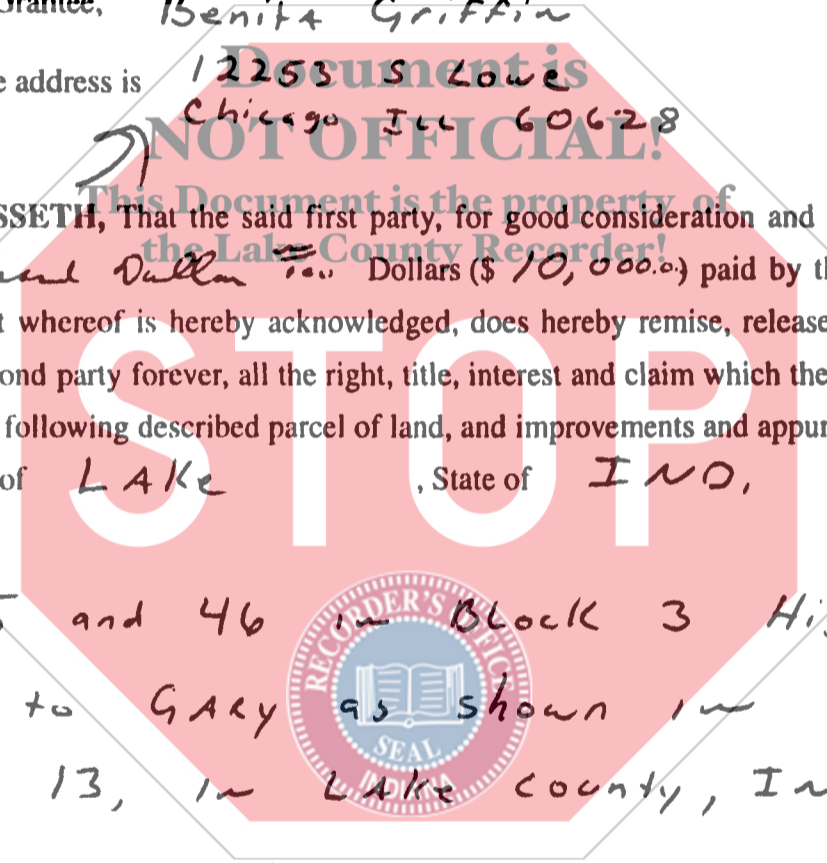 Grantee, Benita Griffin
Document is
address is 12253 S Lowe
Chicago Ill 60628
NOT OFFICIAL!
This Document is the property of
SSETH, That the said first party, for good consideration and
the Lake County Recorder!
Dollars ($ 10,000.0.) paid by
whereof is hereby acknowledged, does hereby remise, release
ond party forever, all the right, title, interest and claim which the
following described parcel of land, and improvements and appur
STOP
of LAKe , State of IND.
and 46 in BLock 3
RECORDER'S OFFICE
to GARY as shown in
SEAL
13, in LAKe county,
INDIANA